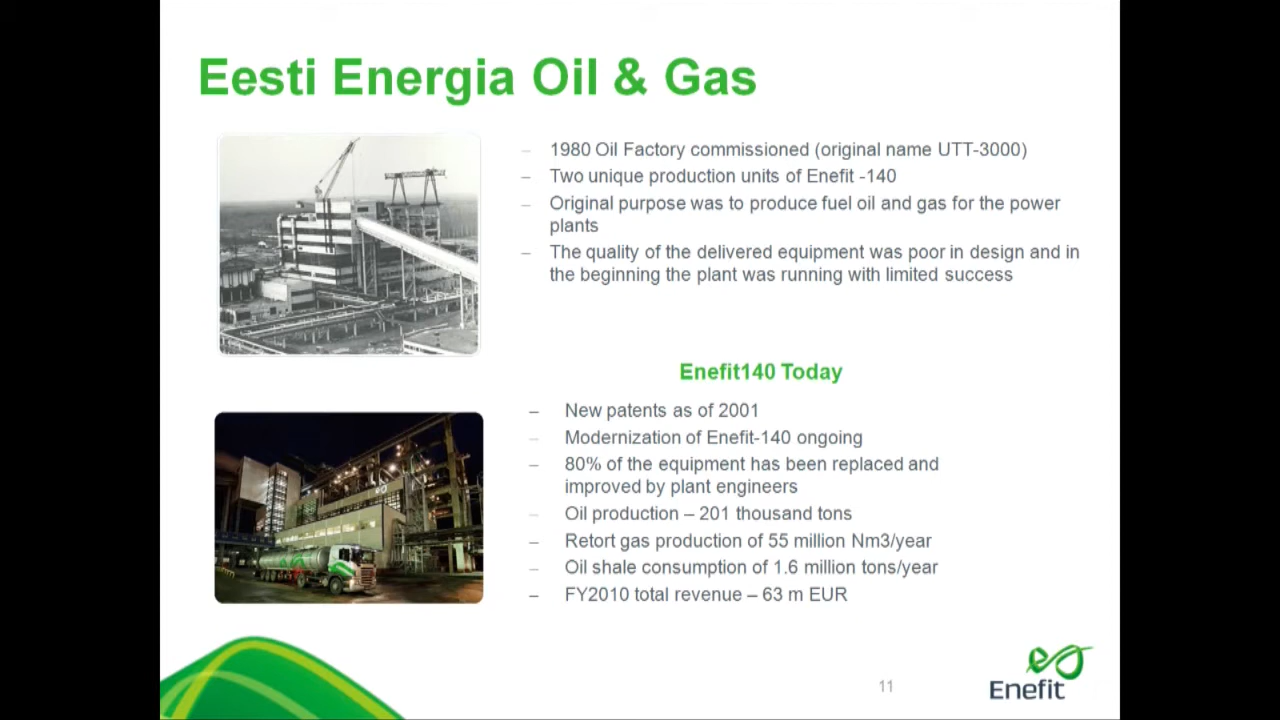 Eesti Energia Oil & Gas
– 1980 Oil Factory commissioned (original name UTT-3000)
– Two unique production units of Enefit -140
– Original purpose was to produce fuel oil and gas for the power
plants
– The quality of the delivered equipment was poor in design and in
the beginning the plant was running with limited success
Enefit140 Today
– New patents as of 2001
– Modernization of Enefit-140 ongoing
– 80% of the equipment has been replaced and
improved by plant engineers
– Oil production – 201 thousand tons
– Retort gas production of 55 million Nm3/year
– Oil shale consumption of 1.6 million tons/year
– FY2010 total revenue – 63 m EUR
11
Enefit